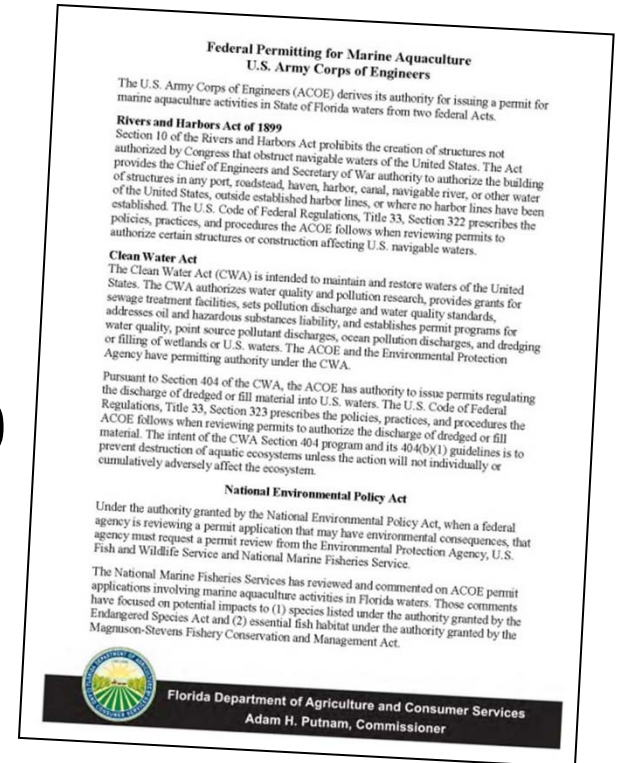 Federal Permitting for Marine Aquaculture
U.S. Army Corps of Engineers
The U.S. Army Corps of Engineers (ACOE) derives its authority for issuing a permit for
marine aquaculture activities in State of Florida waters from two federal Acts.
Rivers and Harbors Act of 1899
Section 10 of the Rivers and Harbors Act prohibits the creation of structures not
authorized by Congress that obstruct navigable waters of the United States. The Act
provides the Chief of Engineers and Secretary of War authority to authorize the building
of structures in any port, roadstead, haven, harbor, canal, navigable river, or other water
of the United States, outside established harbor lines, or where no harbor lines have been
established. The U.S. Code of Federal Regulations, Title 33, Section 322 prescribes the
policies, practices, and procedures the ACOE follows when reviewing permits to
authorize certain structures or construction affecting U.S. navigable waters.
Clean Water Act
The Clean Water Act (CWA) is intended to maintain and restore waters of the United
States. The CWA authorizes water quality and pollution research, provides grants for
sewage treatment facilities, sets pollution discharge and water quality standards,
addresses oil and hazardous substances liability, and establishes permit programs for
water quality, point source pollutant discharges, ocean pollution discharges, and dredging
or filling of wetlands or U.S. waters. The ACOE and the Environmental Protection
Agency have permitting authority under the CWA.
Pursuant to Section 404 of the CWA, the ACOE has authority to issue permits regulating
the discharge of dredged or fill material into U.S. waters. The U.S. Code of Federal
Regulations, Title 33, Section 323 prescribes the policies, practices, and procedures the
ACOE follows when reviewing permits to authorize the discharge of dredged or fill
material. The intent of the CWA Section 404 program and its 404(b)(1) guidelines is to
prevent destruction of aquatic ecosystems unless the action will not individually or
cumulatively adversely affect the ecosystem.
National Environmental Policy Act
Under the authority granted by the National Environmental Policy Act, when a federal
agency is reviewing a permit application that may have environmental consequences, that
agency must request a permit review from the Environmental Protection Agency, U.S.
Fish and Wildlife Service and National Marine Fisheries Service.
The National Marine Fisheries Services has reviewed and commented on ACOE permit
applications involving marine aquaculture activities in Florida waters. Those comments
have focused on potential impacts to (1) species listed under the authority granted by the
Endangered Species Act and (2) essential fish habitat under the authority granted by the
Magnuson-Stevens Fishery Conservation and Management Act.
Florida Department of Agriculture and Consumer Services
Adam H. Putnam, Commissioner